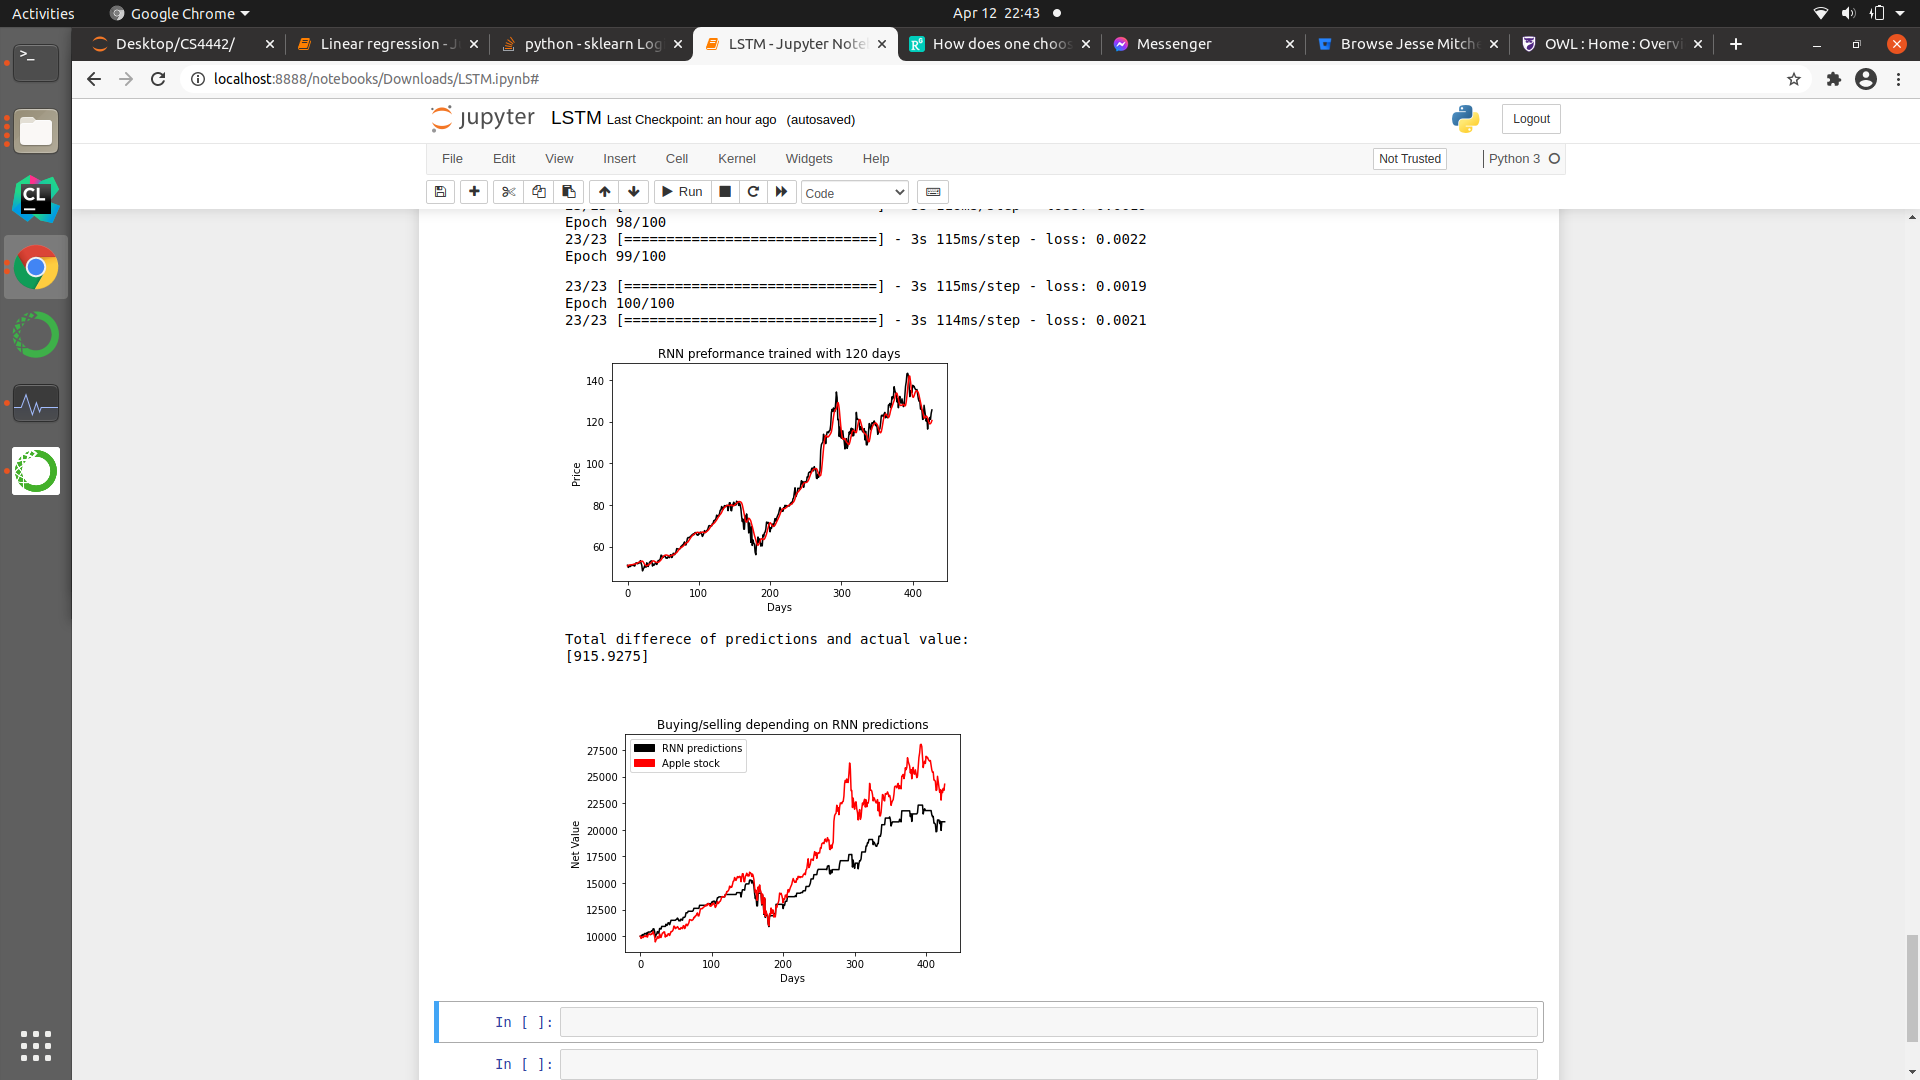 Activities
Google Chrome
Apr 12 22:43
Desktop/CS4442/
Linear regression - J
python - sklearn Log
LSTM - Jupyter Note
How does one choos
Messenger
Browse Jesse Mitche
OWL : Home : Overvi
localhost:8888/notebooks/Downloads/LSTM.ipynb#
jupyter LSTM Last Checkpoint: an hour ago (autosaved)
Logout
File Edit View Insert Cell Kernel Widgets Help
Not Trusted
Python 3
Run
Code
>_
CL
Epoch 98/100
23/23 [==============================] - 3s 115ms/step - loss: 0.0022
Epoch 99/100
23/23 [==============================] - 3s 115ms/step - loss: 0.0019
Epoch 100/100
23/23 [==============================] - 3s 114ms/step - loss: 0.0021
RNN preformance trained with 120 days
140
120
100
80
60
Price
0 100 200 300 400
Days
Total differece of predictions and actual value:
[915.9275]
Buying/selling depending on RNN predictions
RNN predictions
Apple stock
27500
25000
22500
20000
17500
15000
12500
10000
Net Value
0 100 200 300 400
Days
In [ ]:
In [ ]: